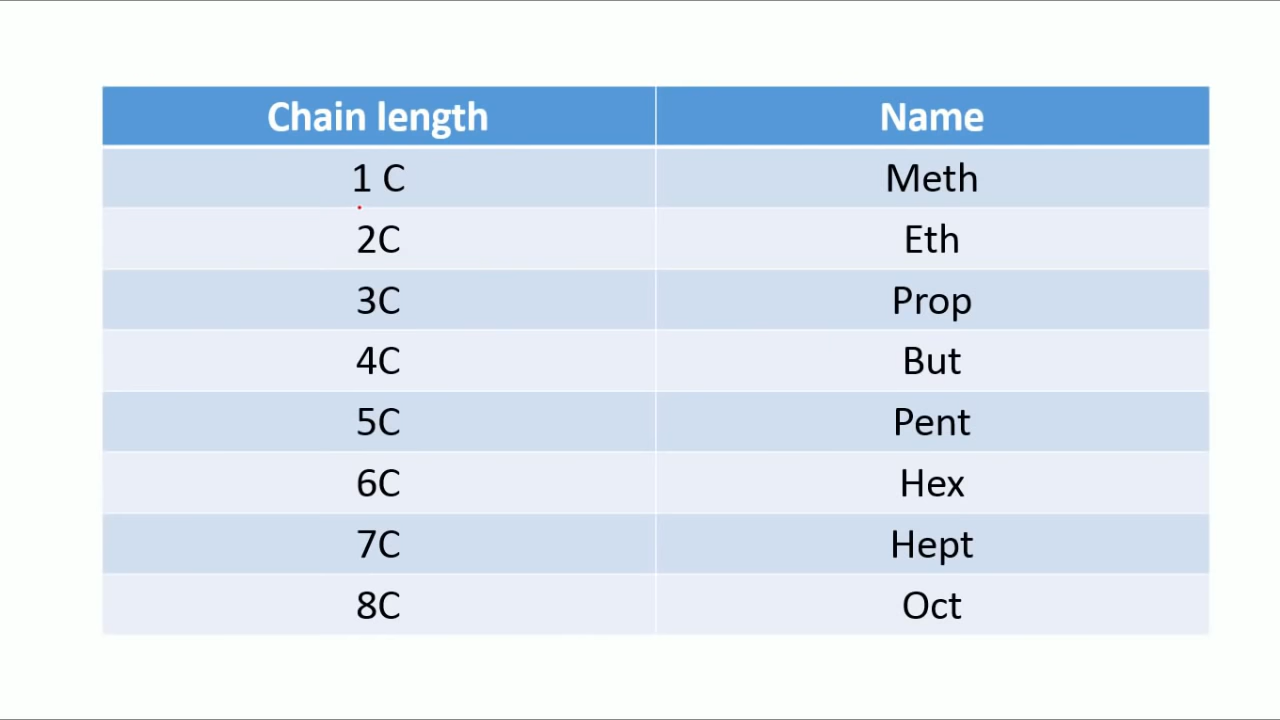 Chain length Name
1 C Meth
2C Eth
3C Prop
4C But
5C Pent
6C Hex
7C Hept
8C Oct